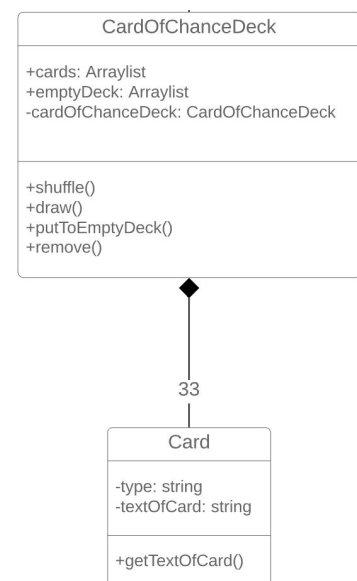 CardOfChanceDeck
+cards: Arraylist
+emptyDeck: Arraylist
-cardOfChanceDeck: CardOfChanceDeck
+shuffle()
+draw()
+putToEmptyDeck()
+remove()
33
Card
-type: string
-textOfCard: string
+getTextOfCard()